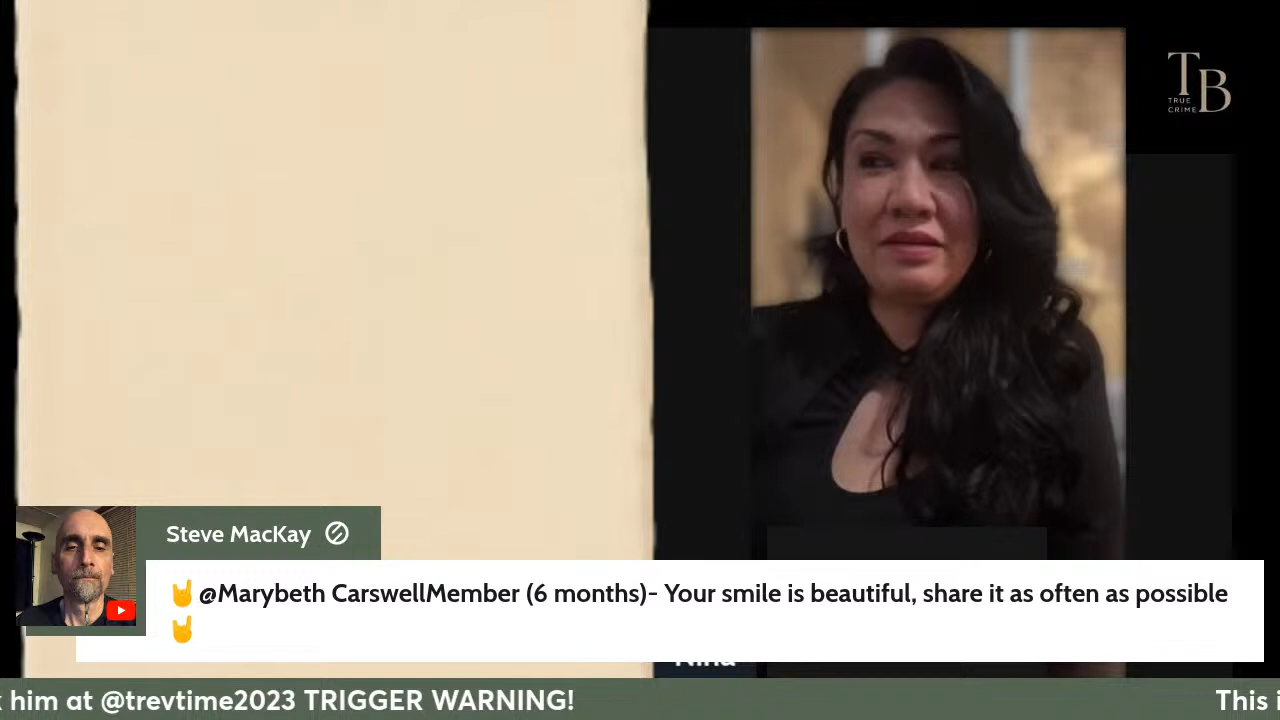 TB
TRUE
CRIME
Steve MacKay
🤘@Marybeth CarswellMember (6 months)- Your smile is beautiful, share it as often as possible
🤘
Nina
him at @trevtime2023 TRIGGER WARNING!
This i